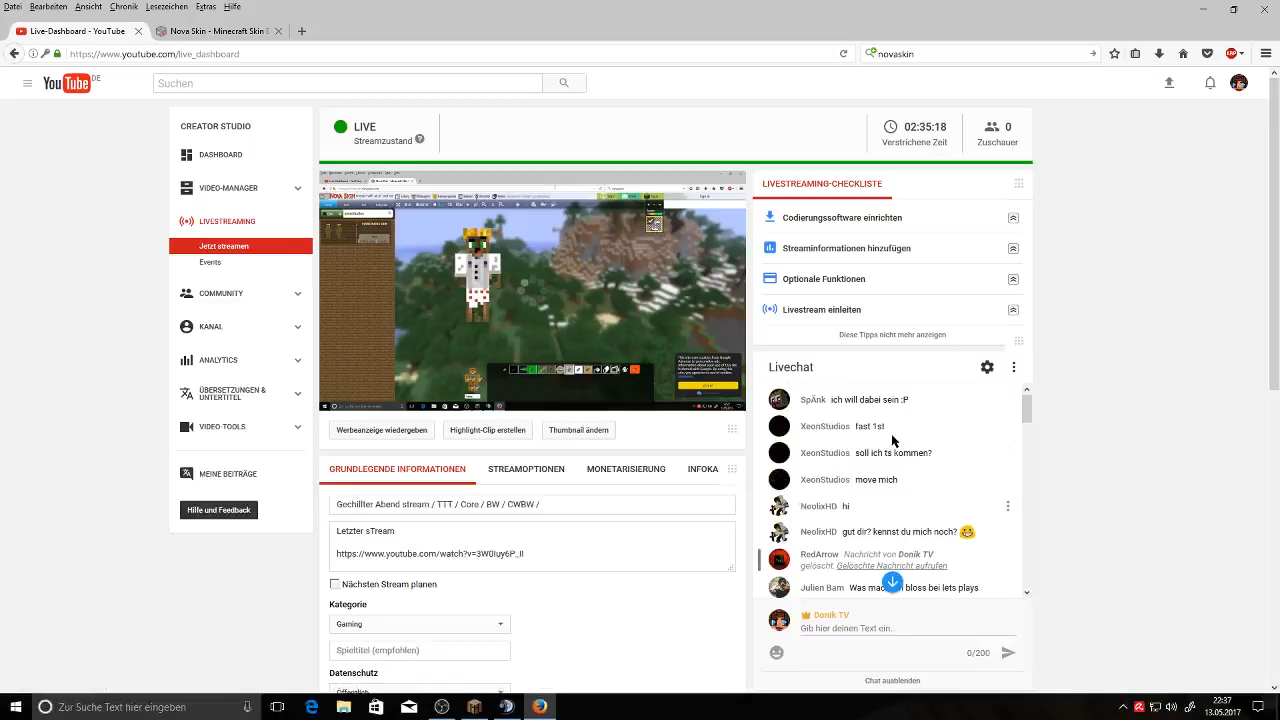 Datei Bearbeiten Ansicht Chronik Lesezeichen Extras Hilfe
Live-Dashboard - YouTube
Nova Skin - Minecraft Skin E
https://www.youtube.com/live_dashboard
novaskin
YouTube DE
Suchen
CREATOR STUDIO
DASHBOARD
VIDEO-MANAGER
LIVESTREAMING
Jetzt streamen
Events
COMMUNITY
KANAL
ANALYTICS
ÜBERSETZUNGEN &
UNTERTITEL
VIDEO-TOOLS
MEINE BEITRÄGE
Hilfe und Feedback
LIVE
Streamzustand
02:35:18
Verstrichene Zeit
0
Zuschauer
Werbeanzeige wiedergeben
Highlight-Clip erstellen
Thumbnail ändern
GRUNDLEGENDE INFORMATIONEN
STREAMOPTIONEN
MONETARISIERUNG
INFOKA
Gechillter Abend stream / TTT / Core / BW / CWBW /
Letzter sTream
https://www.youtube.com/watch?v=3W0Iuy6P_II
Nächsten Stream planen
Kategorie
Gaming
Spieltitel (empfohlen)
Datenschutz
Öffentlich
LIVESTREAMING-CHECKLISTE
Codierungssoftware einrichten
Streaminformationen hinzufügen
Optionale Funktionen
Livestream einleiten
Diese Tipps nicht mehr anzeigen
Livechat
SpÄnk ich will dabei sein :P
XeonStudios fast 1st
XeonStudios soll ich ts kommen?
XeonStudios move mich
NeolixHD hi
NeolixHD gut dir? kennst du mich noch?
RedArrow Nachricht von Donik TV
gelöscht. Gelöschte Nachricht aufrufen
Julien Bam Was bloss bei lets plays
Donik TV
Gib hier deinen Text ein..
0/200
Chat ausblenden
Zur Suche Text hier eingeben
22:37
13.05.2017